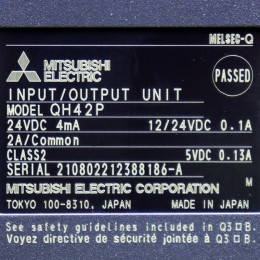 MELSEC-Q
MITSUBISHI
ELECTRIC
PASSED
INPUT/OUTPUT UNIT
MODEL QH42P
24VDC 4mA 12/24VDC 0.1A
2A/Common
CLASS2 5VDC 0.13A
SERIAL 210802212388186-A
MITSUBISHI ELECTRIC CORPORATION M
TOKYO 100-8310, JAPAN MADE IN JAPAN
See safety guidelines included in Q3□B.
Voyez directive de sécurité jointée à Q3□B.